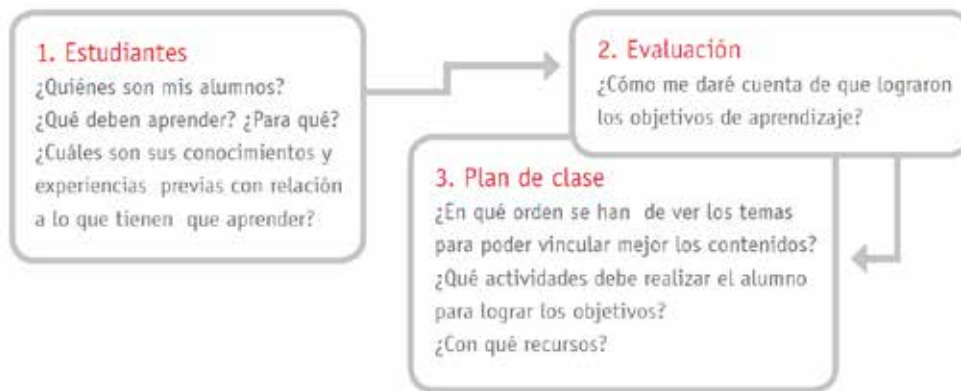 1. Estudiantes
¿Quiénes son mis alumnos?
¿Qué deben aprender? ¿Para qué?
¿Cuáles son sus conocimientos y
experiencias previas con relación
a lo que tienen que aprender?
2. Evaluación
¿Cómo me daré cuenta de que lograron
los objetivos de aprendizaje?
3. Plan de clase
¿En qué orden se han de ver los temas
para poder vincular mejor los contenidos?
¿Qué actividades debe realizar el alumno
para lograr los objetivos?
¿Con qué recursos?